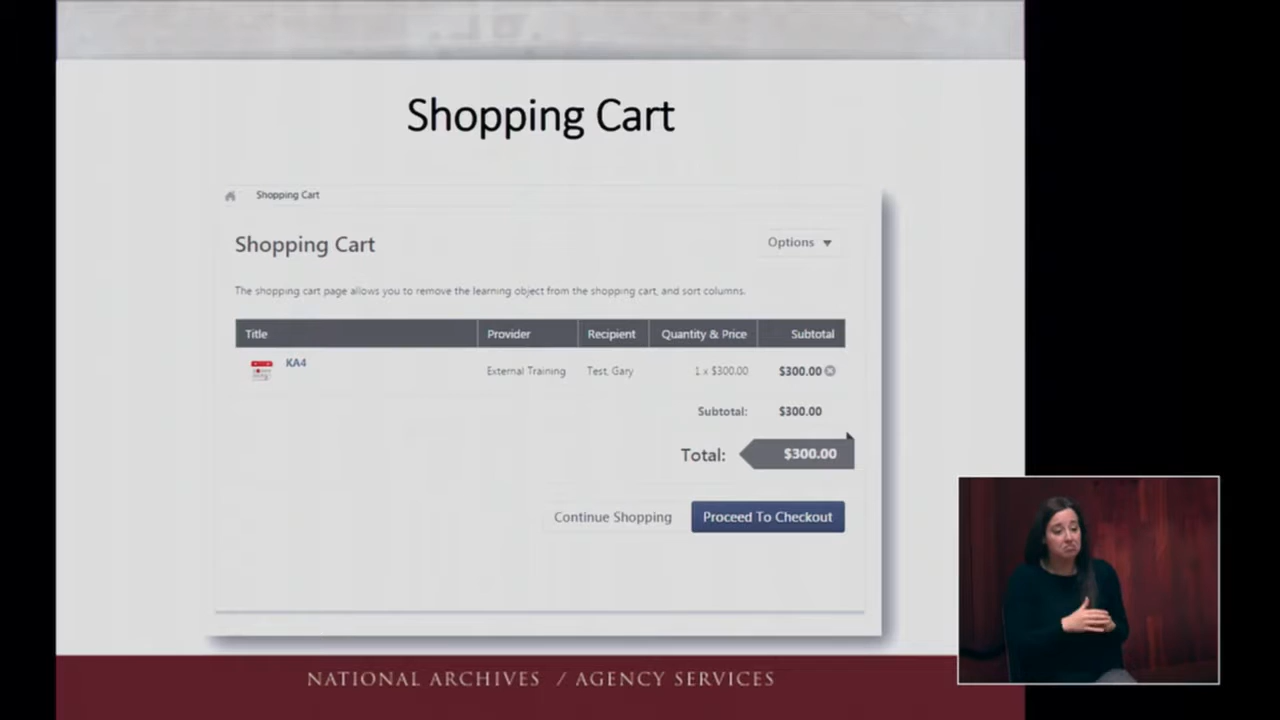 Shopping Cart
Shopping Cart
Shopping Cart
Options
The shopping cart page allows you to remove the learning object from the shopping cart, and sort columns.
Title Provider Recipient Quantity & Price Subtotal
KA4 External Training Test, Gary 1 x $300.00 $300.00
Subtotal: $300.00
Total: $300.00
Continue Shopping Proceed To Checkout
NATIONAL ARCHIVES / AGENCY SERVICES